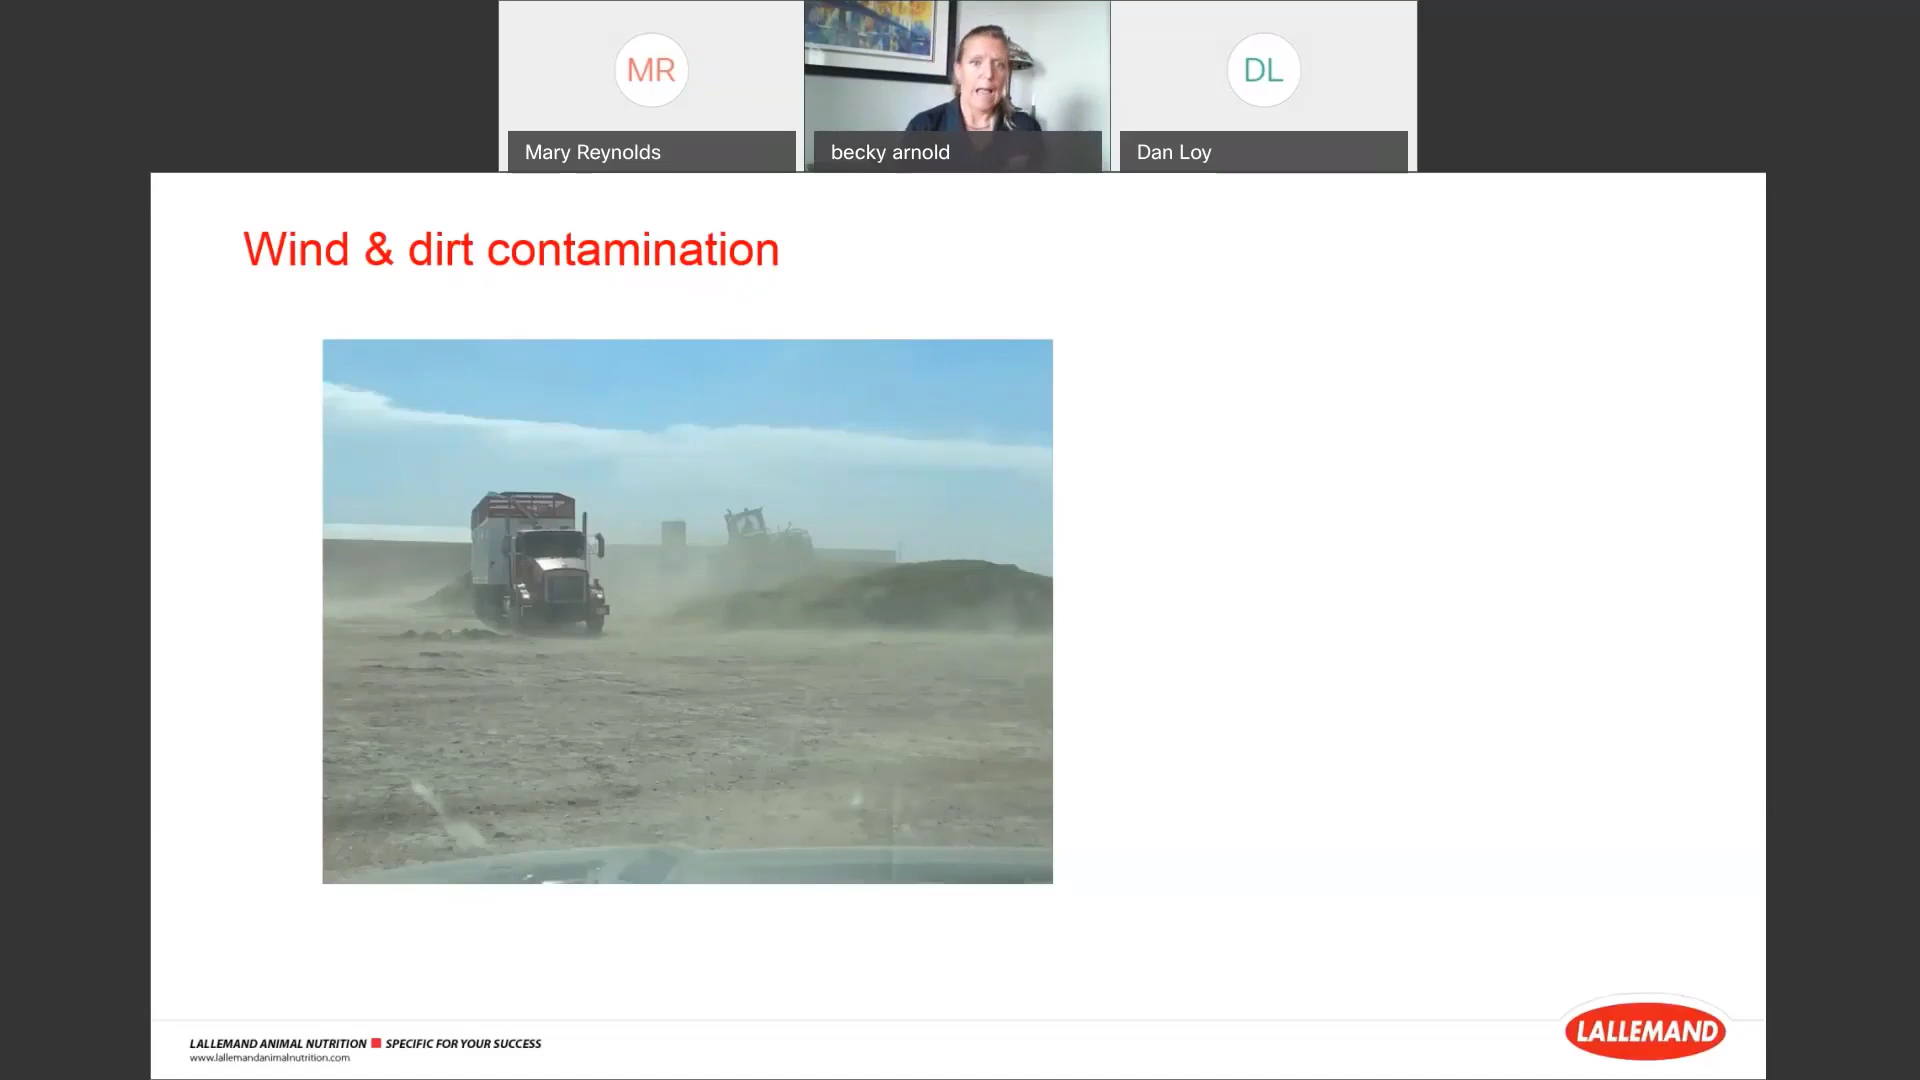 MR
DL
Mary Reynolds
becky arnold
Dan Loy
Wind & dirt contamination
LALLEMAND ANIMAL NUTRITION SPECIFIC FOR YOUR SUCCESS
www.lallemandanimalnutrition.com
LALLEMAND